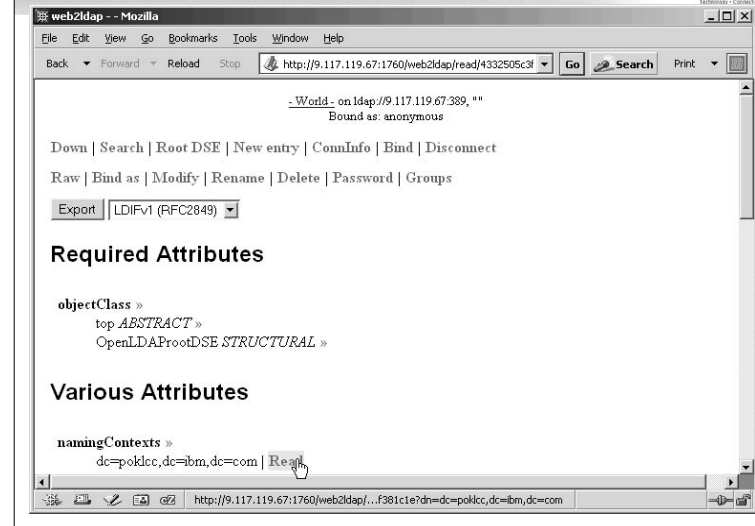 Technology - Connect
web2ldap - - Mozilla
File Edit View Go Bookmarks Tools Window Help
Back Forward Reload Stop http://9.117.119.67:1760/web2ldap/read/4332505c3f Go Search Print
- World - on ldap://9.117.119.67:389, ""
Bound as: anonymous
Down | Search | Root DSE | New entry | ConnInfo | Bind | Disconnect
Raw | Bind as | Modify | Rename | Delete | Password | Groups
Export LDIFv1 (RFC2849)
Required Attributes
objectClass »
top ABSTRACT »
OpenLDAProotDSE STRUCTURAL »
Various Attributes
namingContexts »
dc=poklcc,dc=ibm,dc=com | Read
http://9.117.119.67:1760/web2ldap/...f381c1e?dn=dc=poklcc,dc=ibm,dc=com